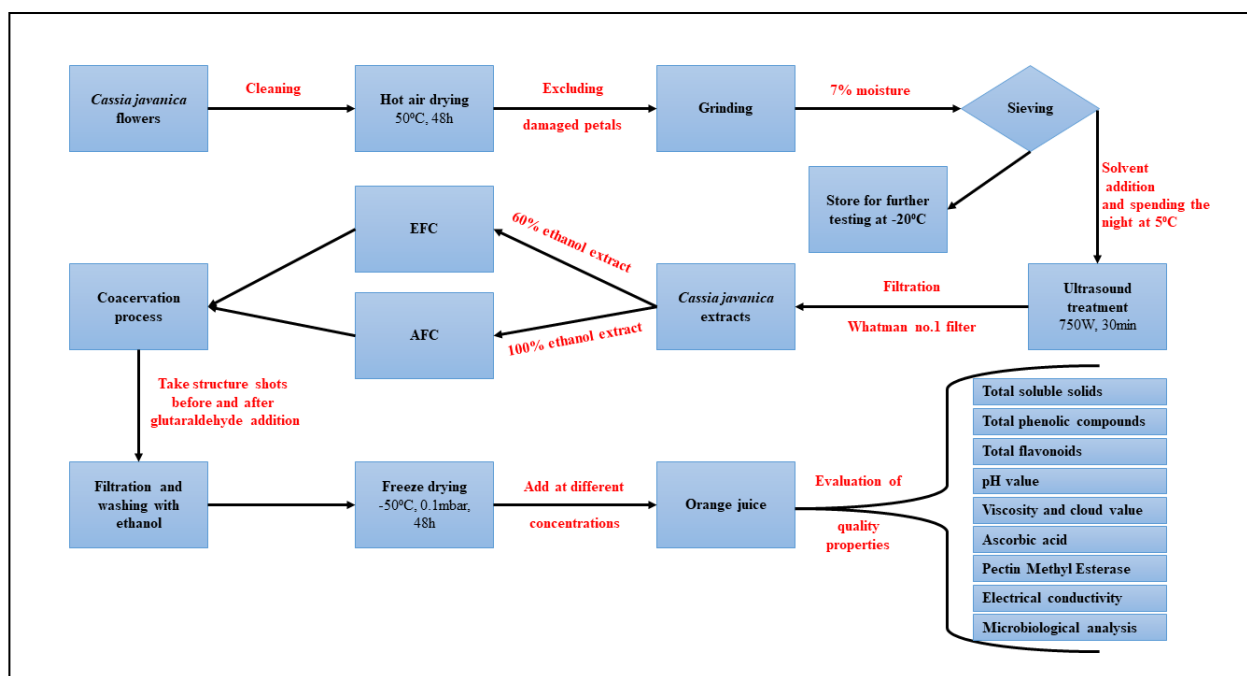 Cassia javanica
flowers
Cleaning
Hot air drying
50⁰C, 48h
Excluding
damaged petals
Grinding
7% moisture
Sieving
Store for further
testing at -20⁰C
Solvent
addition
and spending the
night at 5⁰C
Ultrasound
treatment
750W, 30min
Filtration
Whatman no.1 filter
Cassia javanica
extracts
60% ethanol extract
100% ethanol extract
EFC
AFC
Coacervation
process
Take structure shots
before and after
glutaraldehyde addition
Filtration and
washing with
ethanol
Freeze drying
-50⁰C, 0.1mbar,
48h
Add at different
concentrations
Orange juice
Evaluation of
quality
properties
Total soluble solids
Total phenolic compounds
Total flavonoids
pH value
Viscosity and cloud value
Ascorbic acid
Pectin Methyl Esterase
Electrical conductivity
Microbiological analysis